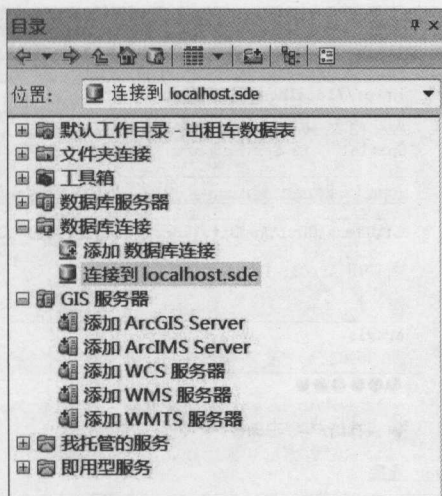 目录
位置: 连接到 localhost.sde
默认工作目录 - 出租车数据表
文件夹连接
工具箱
数据库服务器
数据库连接
添加 数据库连接
连接到 localhost.sde
GIS 服务器
添加 ArcGIS Server
添加 ArcIMS Server
添加 WCS 服务器
添加 WMS 服务器
添加 WMTS 服务器
我托管的服务
即用型服务